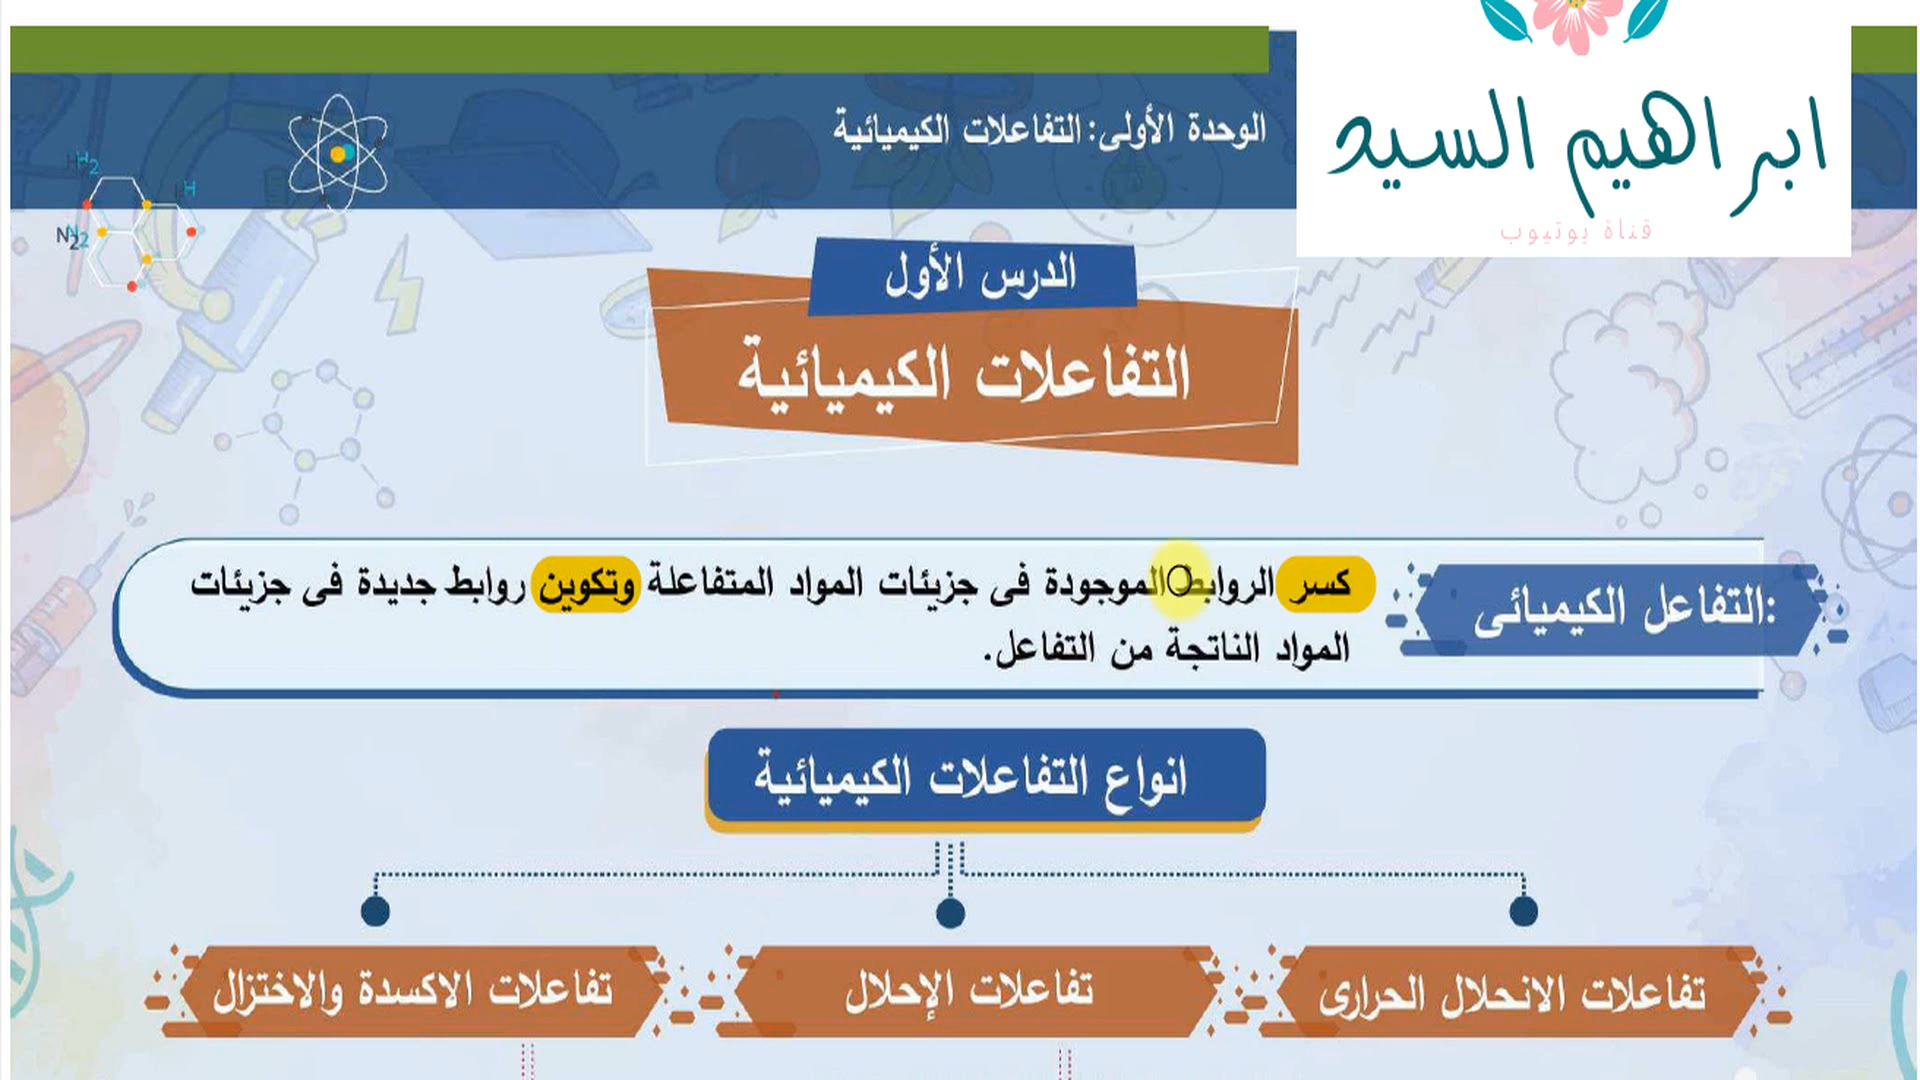 ابراهيم السيد
قناة يوتيوب
الوحدة الأولى: التفاعلات الكيميائية
H2
H
N2
الدرس الأول
التفاعلات الكيميائية
التفاعل الكيميائى:
كسر الروابط الموجودة فى جزيئات المواد المتفاعلة وتكوين روابط جديدة فى جزيئات
المواد الناتجة من التفاعل.
انواع التفاعلات الكيميائية
تفاعلات الانحلال الحرارى
تفاعلات الإحلال
تفاعلات الاكسدة والاختزال